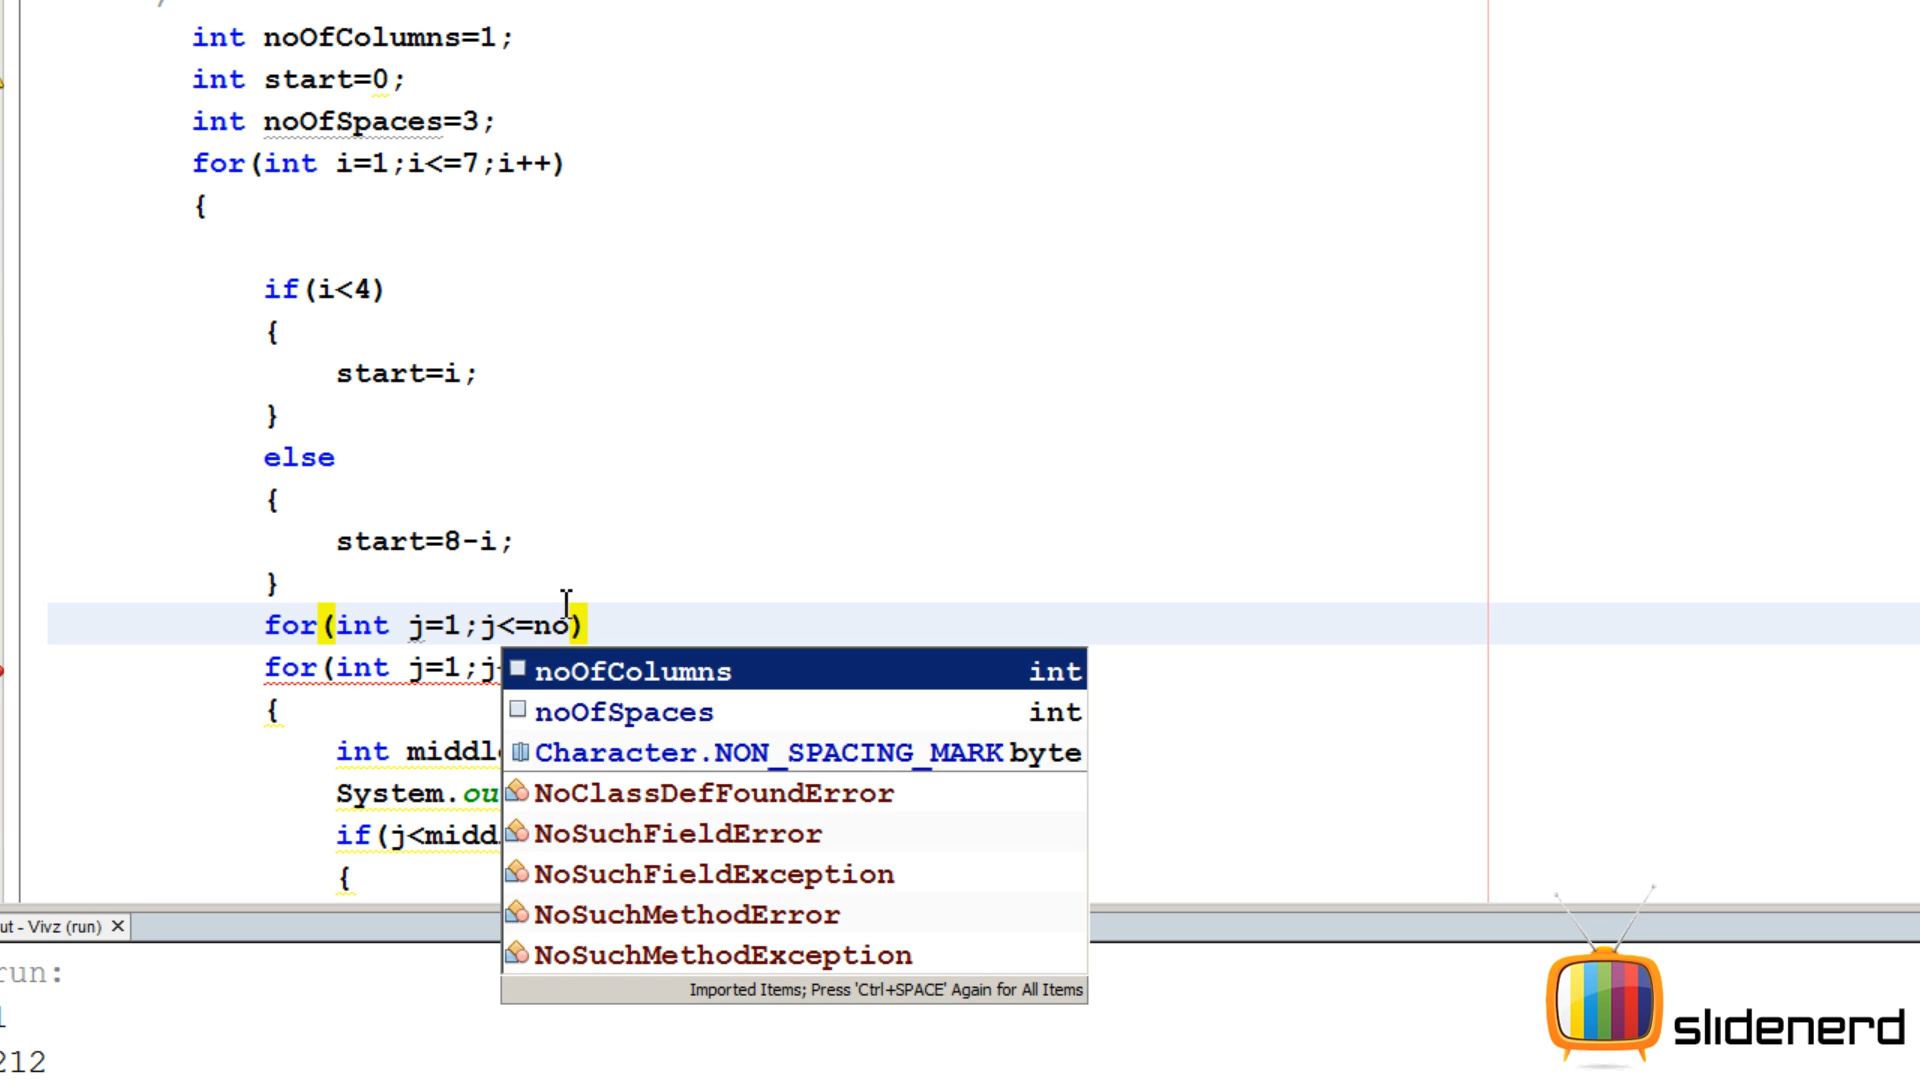 int noOfColumns=1;
int start=0;
int noOfSpaces=3;
for(int i=1;i<=7;i++)
{
if(i<4)
{
start=i;
}
else
{
start=8-i;
}
for(int j=1;j<=no)
for(int j=1;j
{
int middl
System.ou
if(j<midd
{
noOfColumns int
noOfSpaces int
Character.NON_SPACING_MARK byte
NoClassDefFoundError
NoSuchFieldError
NoSuchFieldException
NoSuchMethodError
NoSuchMethodException
Imported Items; Press 'Ctrl+SPACE' Again for All Items
ut - Vivz (run)
run:
1
212
slidenerd